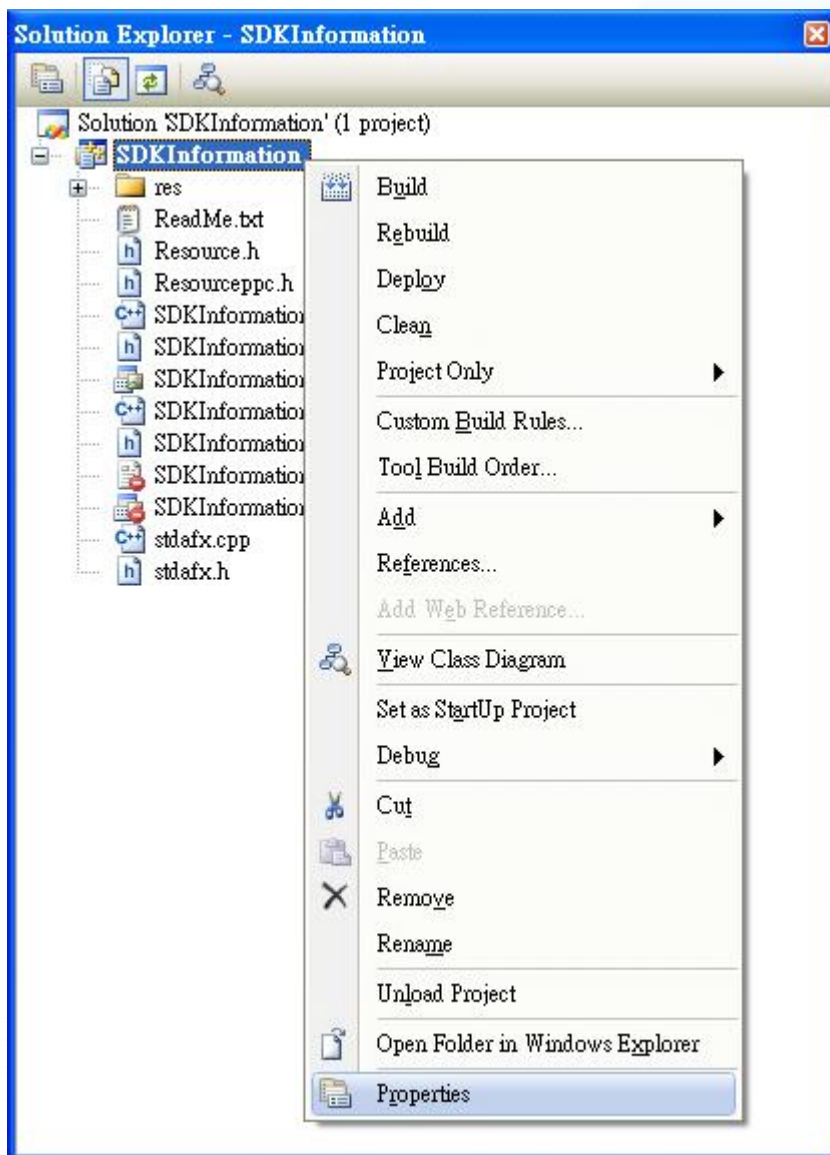 Solution Explorer - SDKInformation
Solution 'SDKInformation' (1 project)
SDKInformation
res
ReadMe.txt
Resource.h
Resourceppc.h
SDKInformation
SDKInformation
SDKInformation
SDKInformation
SDKInformation
SDKInformation
SDKInformation
stdafx.cpp
stdafx.h
Build
Rebuild
Deploy
Clean
Project Only
Custom Build Rules...
Tool Build Order...
Add
References...
Add Web Reference...
View Class Diagram
Set as StartUp Project
Debug
Cut
Paste
Remove
Rename
Unload Project
Open Folder in Windows Explorer
Properties